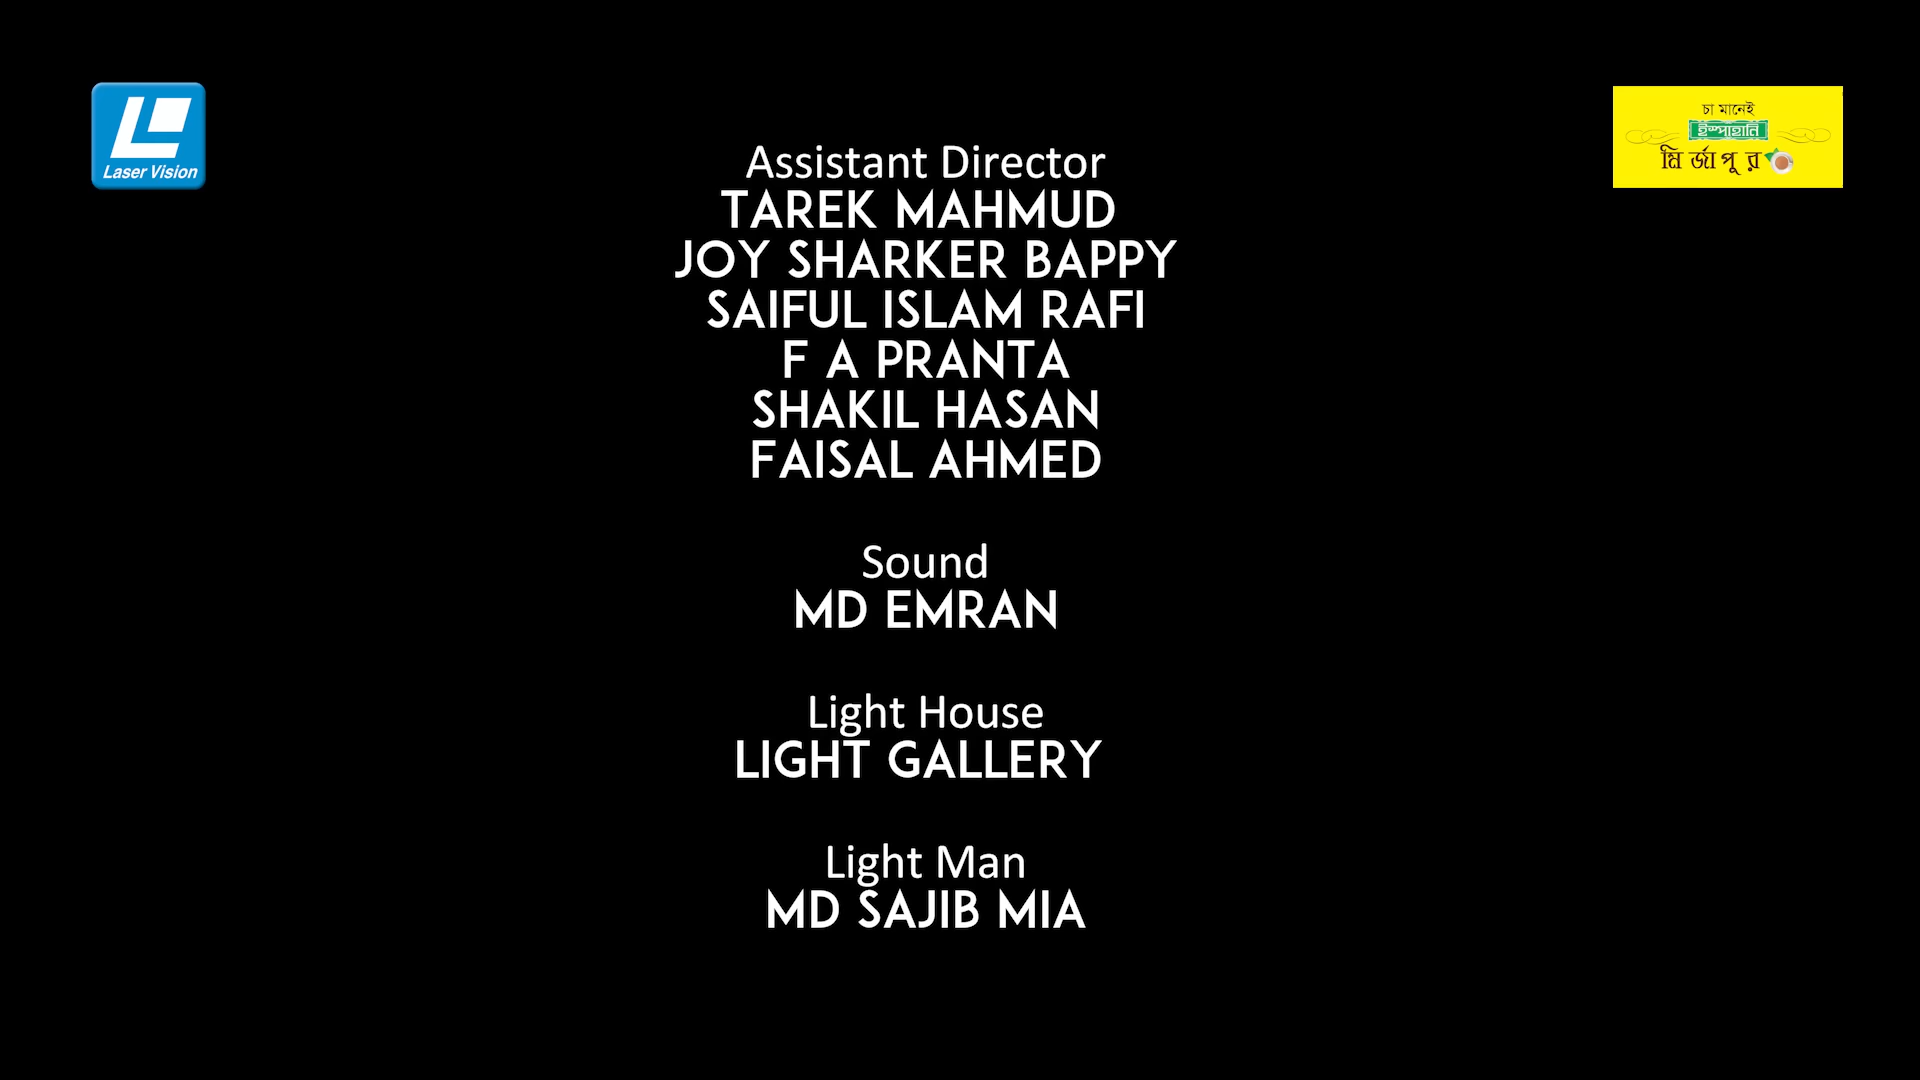 Laser Vision
চা মানেই
ইস্পাহানি
মির্জাপুর
Assistant Director
TAREK MAHMUD
JOY SHARKER BAPPY
SAIFUL ISLAM RAFI
F A PRANTA
SHAKIL HASAN
FAISAL AHMED
Sound
MD EMRAN
Light House
LIGHT GALLERY
Light Man
MD SAJIB MIA